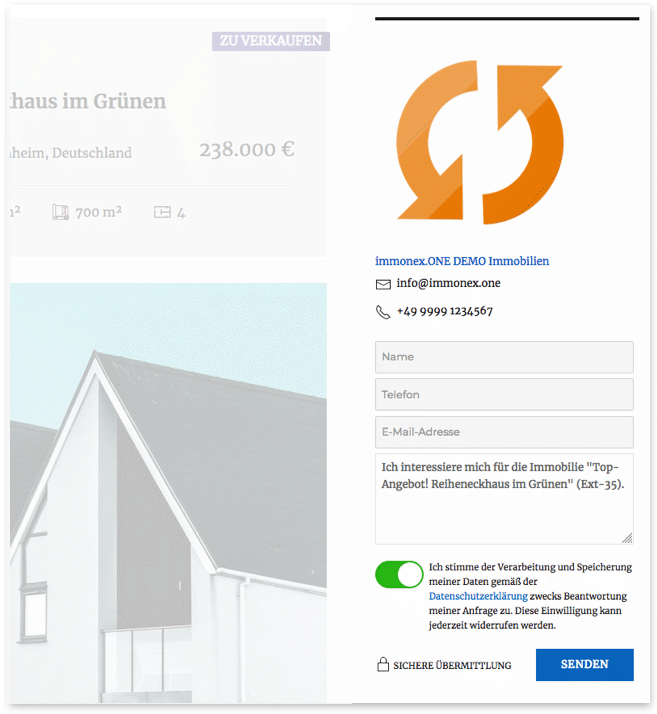 ZU VERKAUFEN
haus im Grünen
heim, Deutschland
238.000 €
m²
700 m²
4
immonex.ONE DEMO Immobilien
info@immonex.one
+49 9999 1234567
Name
Telefon
E-Mail-Adresse
Ich interessiere mich für die Immobilie "Top-
Angebot! Reiheneckhaus im Grünen" (Ext-35).
Ich stimme der Verarbeitung und Speicherung
meiner Daten gemäß der
Datenschutzerklärung zwecks Beantwortung
meiner Anfrage zu. Diese Einwilligung kann
jederzeit widerrufen werden.
SICHERE ÜBERMITTLUNG
SENDEN